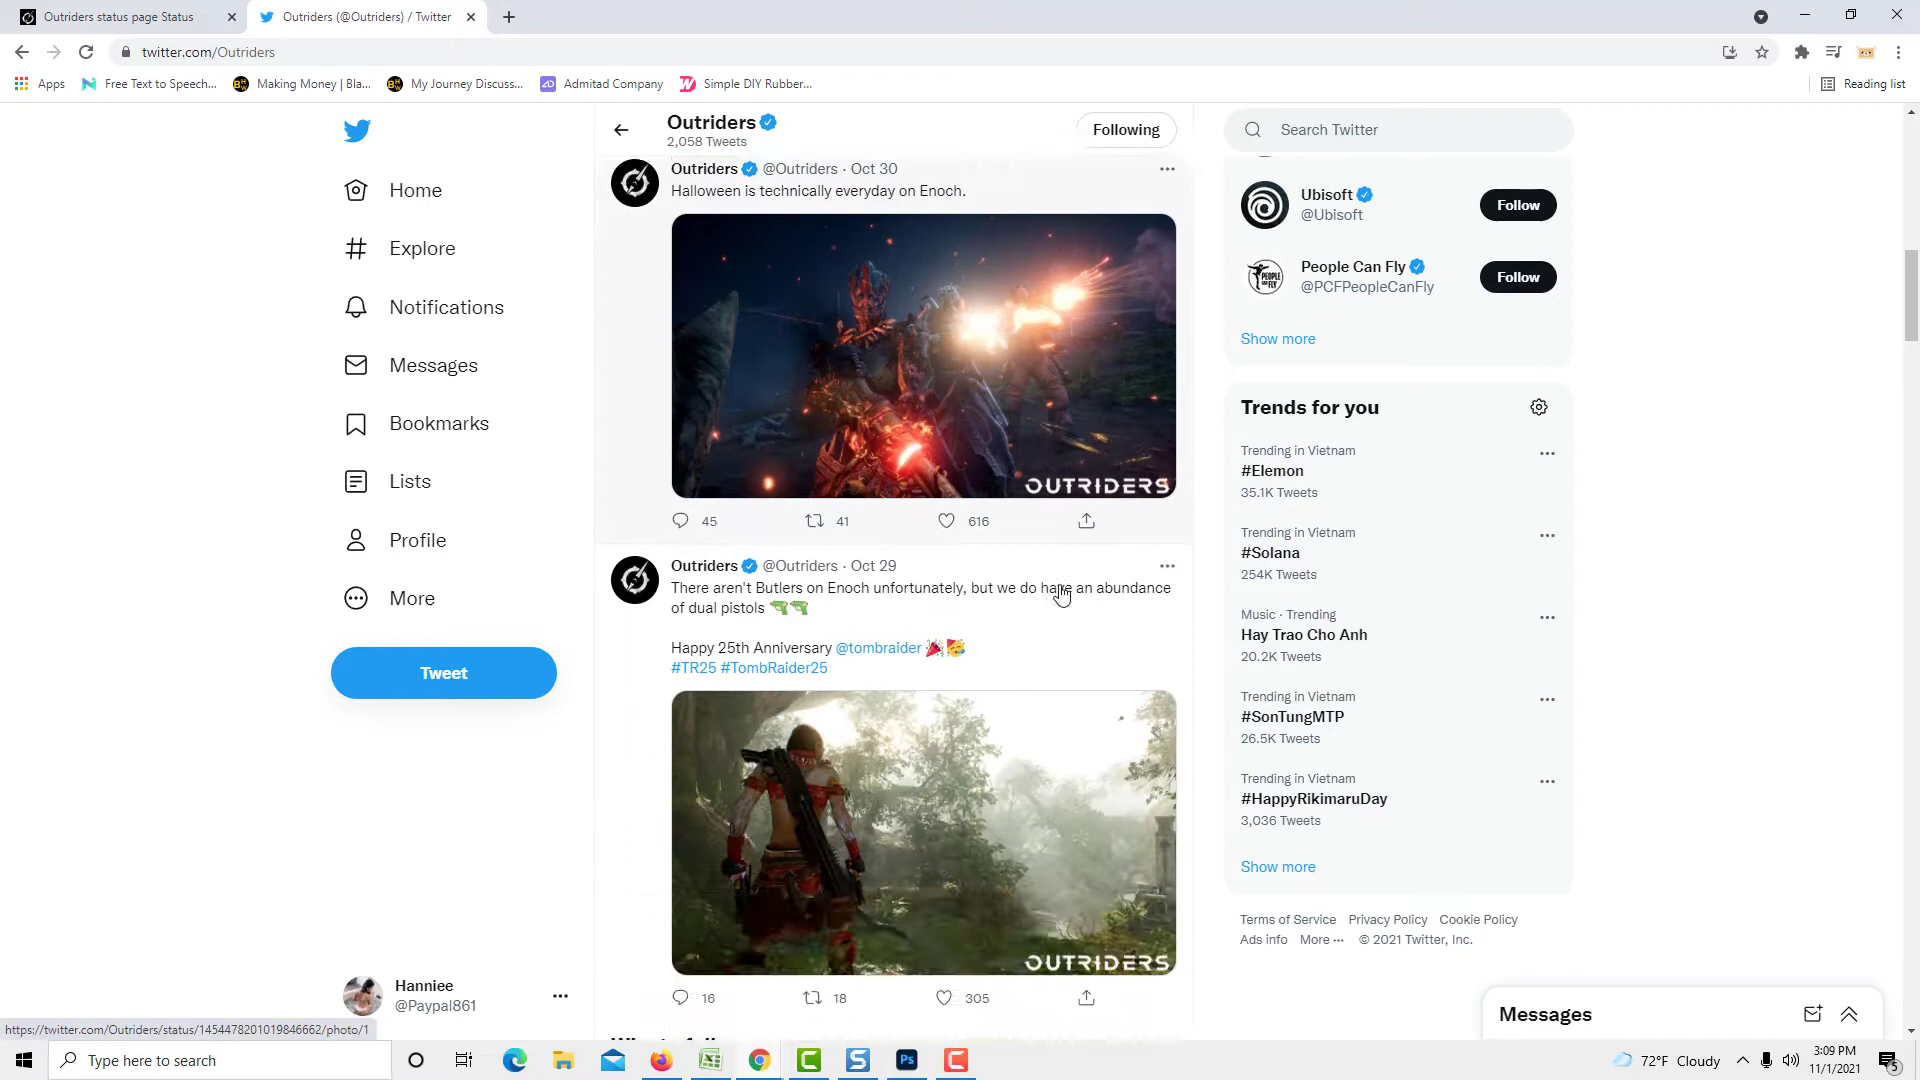 Outriders status page Status
Outriders (@Outriders) / Twitter
twitter.com/Outriders
Apps
Free Text to Speech...
Making Money | Bla...
My Journey Discuss...
Admitad Company
Simple DIY Rubber...
Reading list
Home
Explore
Notifications
Messages
Bookmarks
Lists
Profile
More
Tweet
Hanniee
@Paypal861
Outriders
2,058 Tweets
Following
Outriders @Outriders · Oct 30
Halloween is technically everyday on Enoch.
OUTRIDERS
45 41 616
Outriders @Outriders · Oct 29
There aren't Butlers on Enoch unfortunately, but we do have an abundance
of dual pistols
Happy 25th Anniversary @tombraider
#TR25 #TombRaider25
OUTRIDERS
16 18 305
Search Twitter
Ubisoft
@Ubisoft
Follow
People Can Fly
@PCFPeopleCanFly
Follow
Show more
Trends for you
Trending in Vietnam
#Elemon
35.1K Tweets
Trending in Vietnam
#Solana
254K Tweets
Music · Trending
Hay Trao Cho Anh
20.2K Tweets
Trending in Vietnam
#SonTungMTP
26.5K Tweets
Trending in Vietnam
#HappyRikimaruDay
3,036 Tweets
Show more
Terms of Service Privacy Policy Cookie Policy
Ads info More ··· © 2021 Twitter, Inc.
Messages
https://twitter.com/Outriders/status/1454478201019846662/photo/1
Type here to search
Ps
72°F Cloudy
3:09 PM
11/1/2021
5